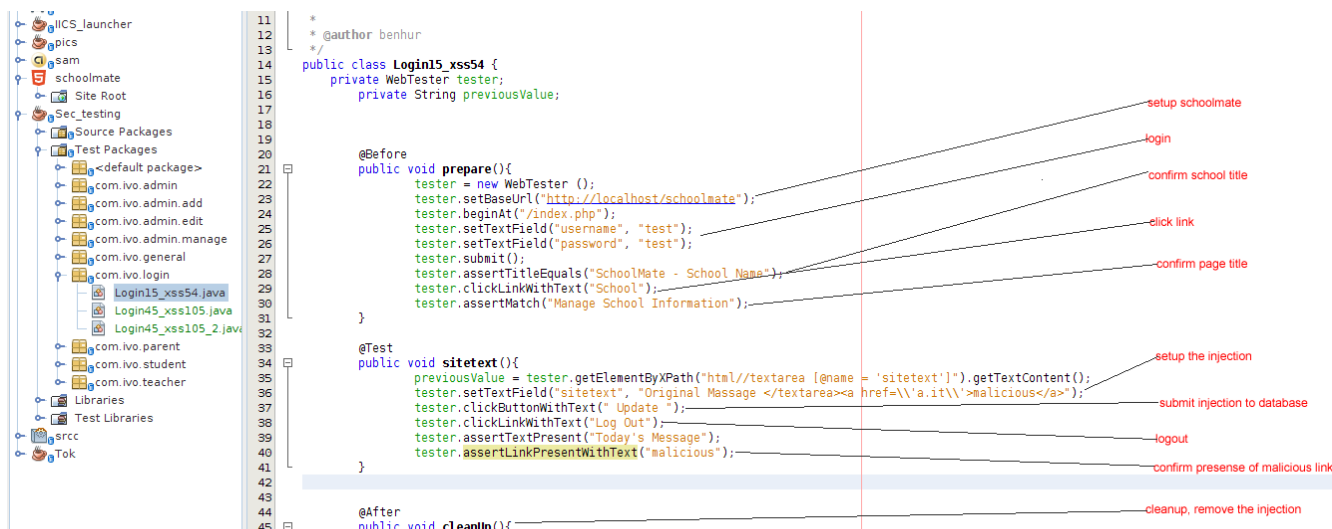 IICS_launcher
pics
sam
schoolmate
Site Root
Sec_testing
Source Packages
Test Packages
<default package>
com.ivo.admin
com.ivo.admin.add
com.ivo.admin.edit
com.ivo.admin.manage
com.ivo.general
com.ivo.login
Login15_xss54.java
Login45_xss105.java
Login45_xss105_2.java
com.ivo.parent
com.ivo.student
com.ivo.teacher
Libraries
Test Libraries
srcc
Tok
11 *
12 * @author benhur
13 */
14 public class Login15_xss54 {
15 private WebTester tester;
16 private String previousValue;
17
18
19
20 @Before
21 public void prepare(){
22 tester = new WebTester ();
23 tester.setBaseUrl("http://localhost/schoolmate");
24 tester.beginAt("/index.php");
25 tester.setTextField("username", "test");
26 tester.setTextField("password", "test");
27 tester.submit();
28 tester.assertTitleEquals("SchoolMate - School Name");
29 tester.clickLinkWithText("School");
30 tester.assertMatch("Manage School Information");
31 }
32
33 @Test
34 public void sitetext(){
35 previousValue = tester.getElementByXPath("html//textarea [@name = 'sitetext']").getTextContent();
36 tester.setTextField("sitetext", "Original Massage </textarea><a href=\\'a.it\\'>malicious</a>");
37 tester.clickButtonWithText(" Update ");
38 tester.clickLinkWithText("Log Out");
39 tester.assertTextPresent("Today's Message");
40 tester.assertLinkPresentWithText("malicious");
41 }
42
43
44 @After
45 public void cleanUp(){
setup schoolmate
login
confirm school title
click link
confirm page title
setup the injection
submit injection to database
logout
confirm presense of malicious link
cleanup, remove the injection